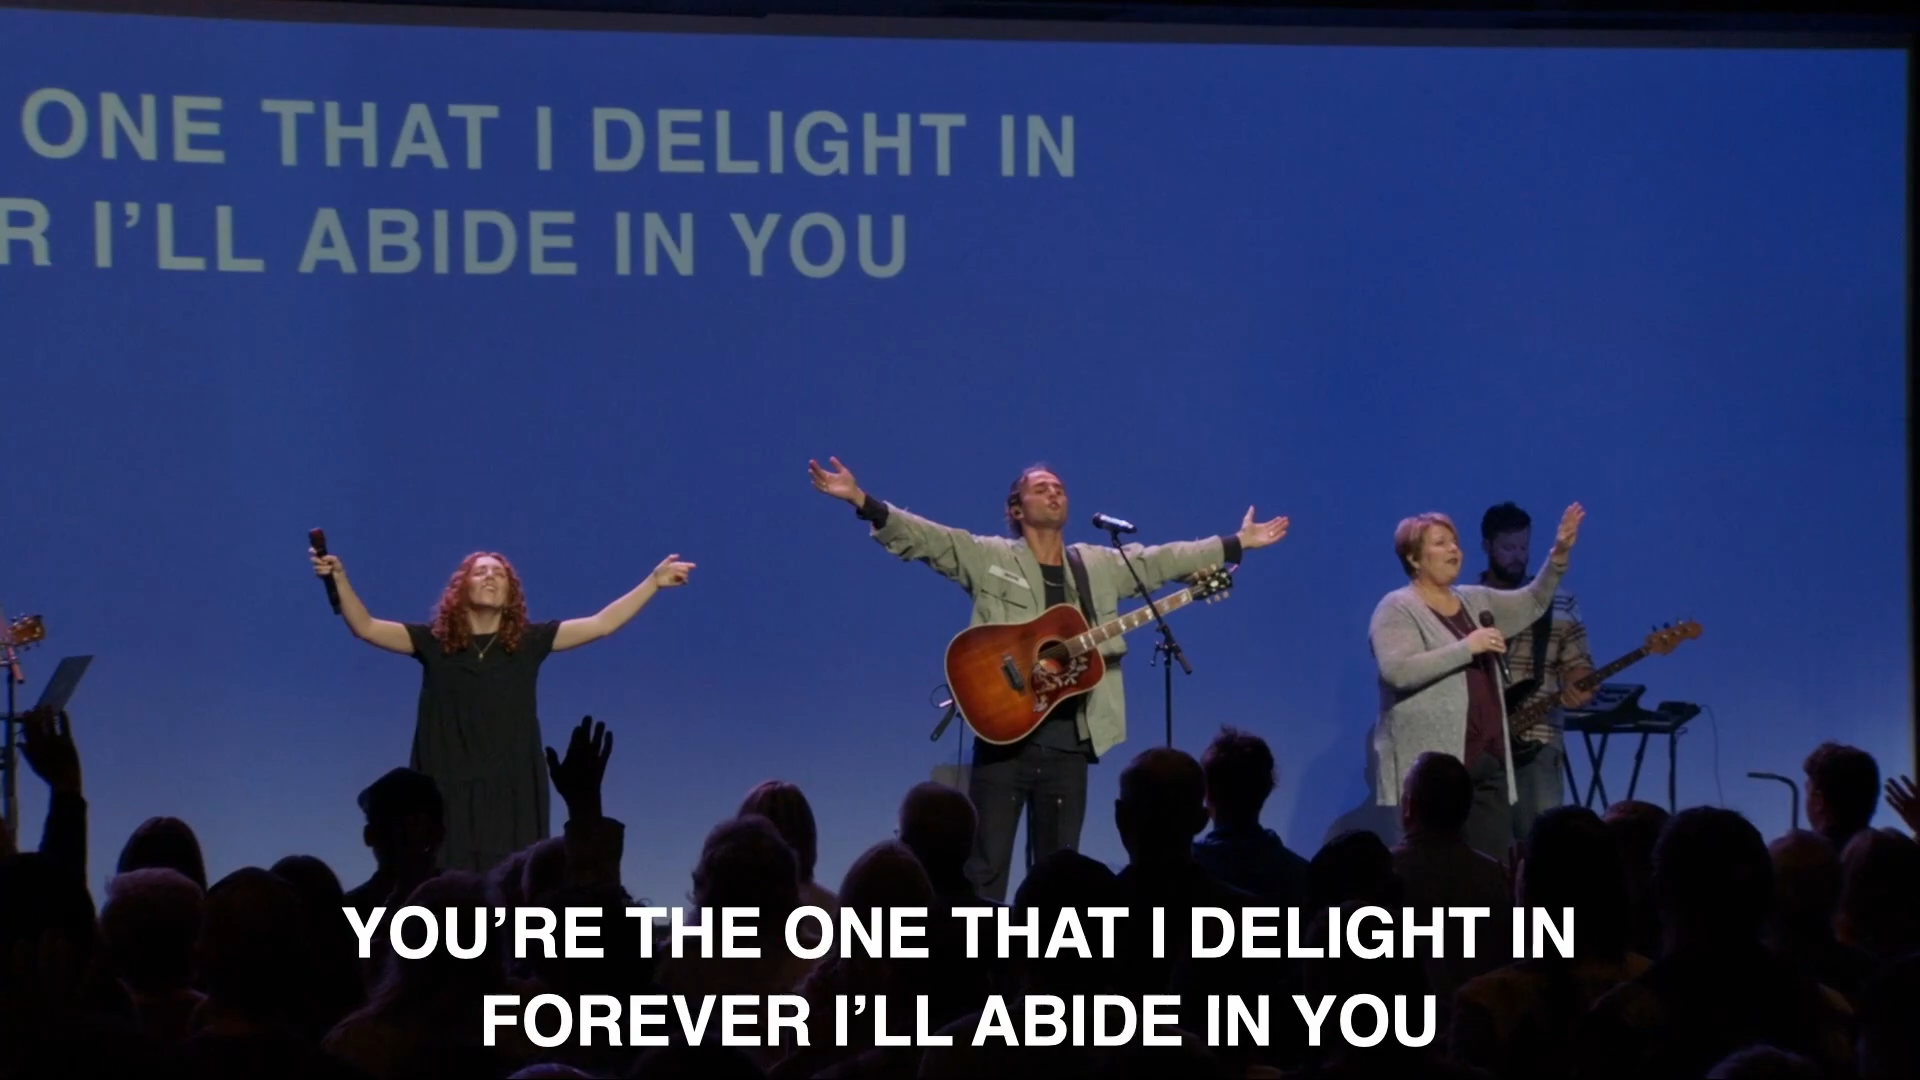 ONE THAT I DELIGHT IN
R I'LL ABIDE IN YOU
YOU'RE THE ONE THAT I DELIGHT IN
FOREVER I'LL ABIDE IN YOU